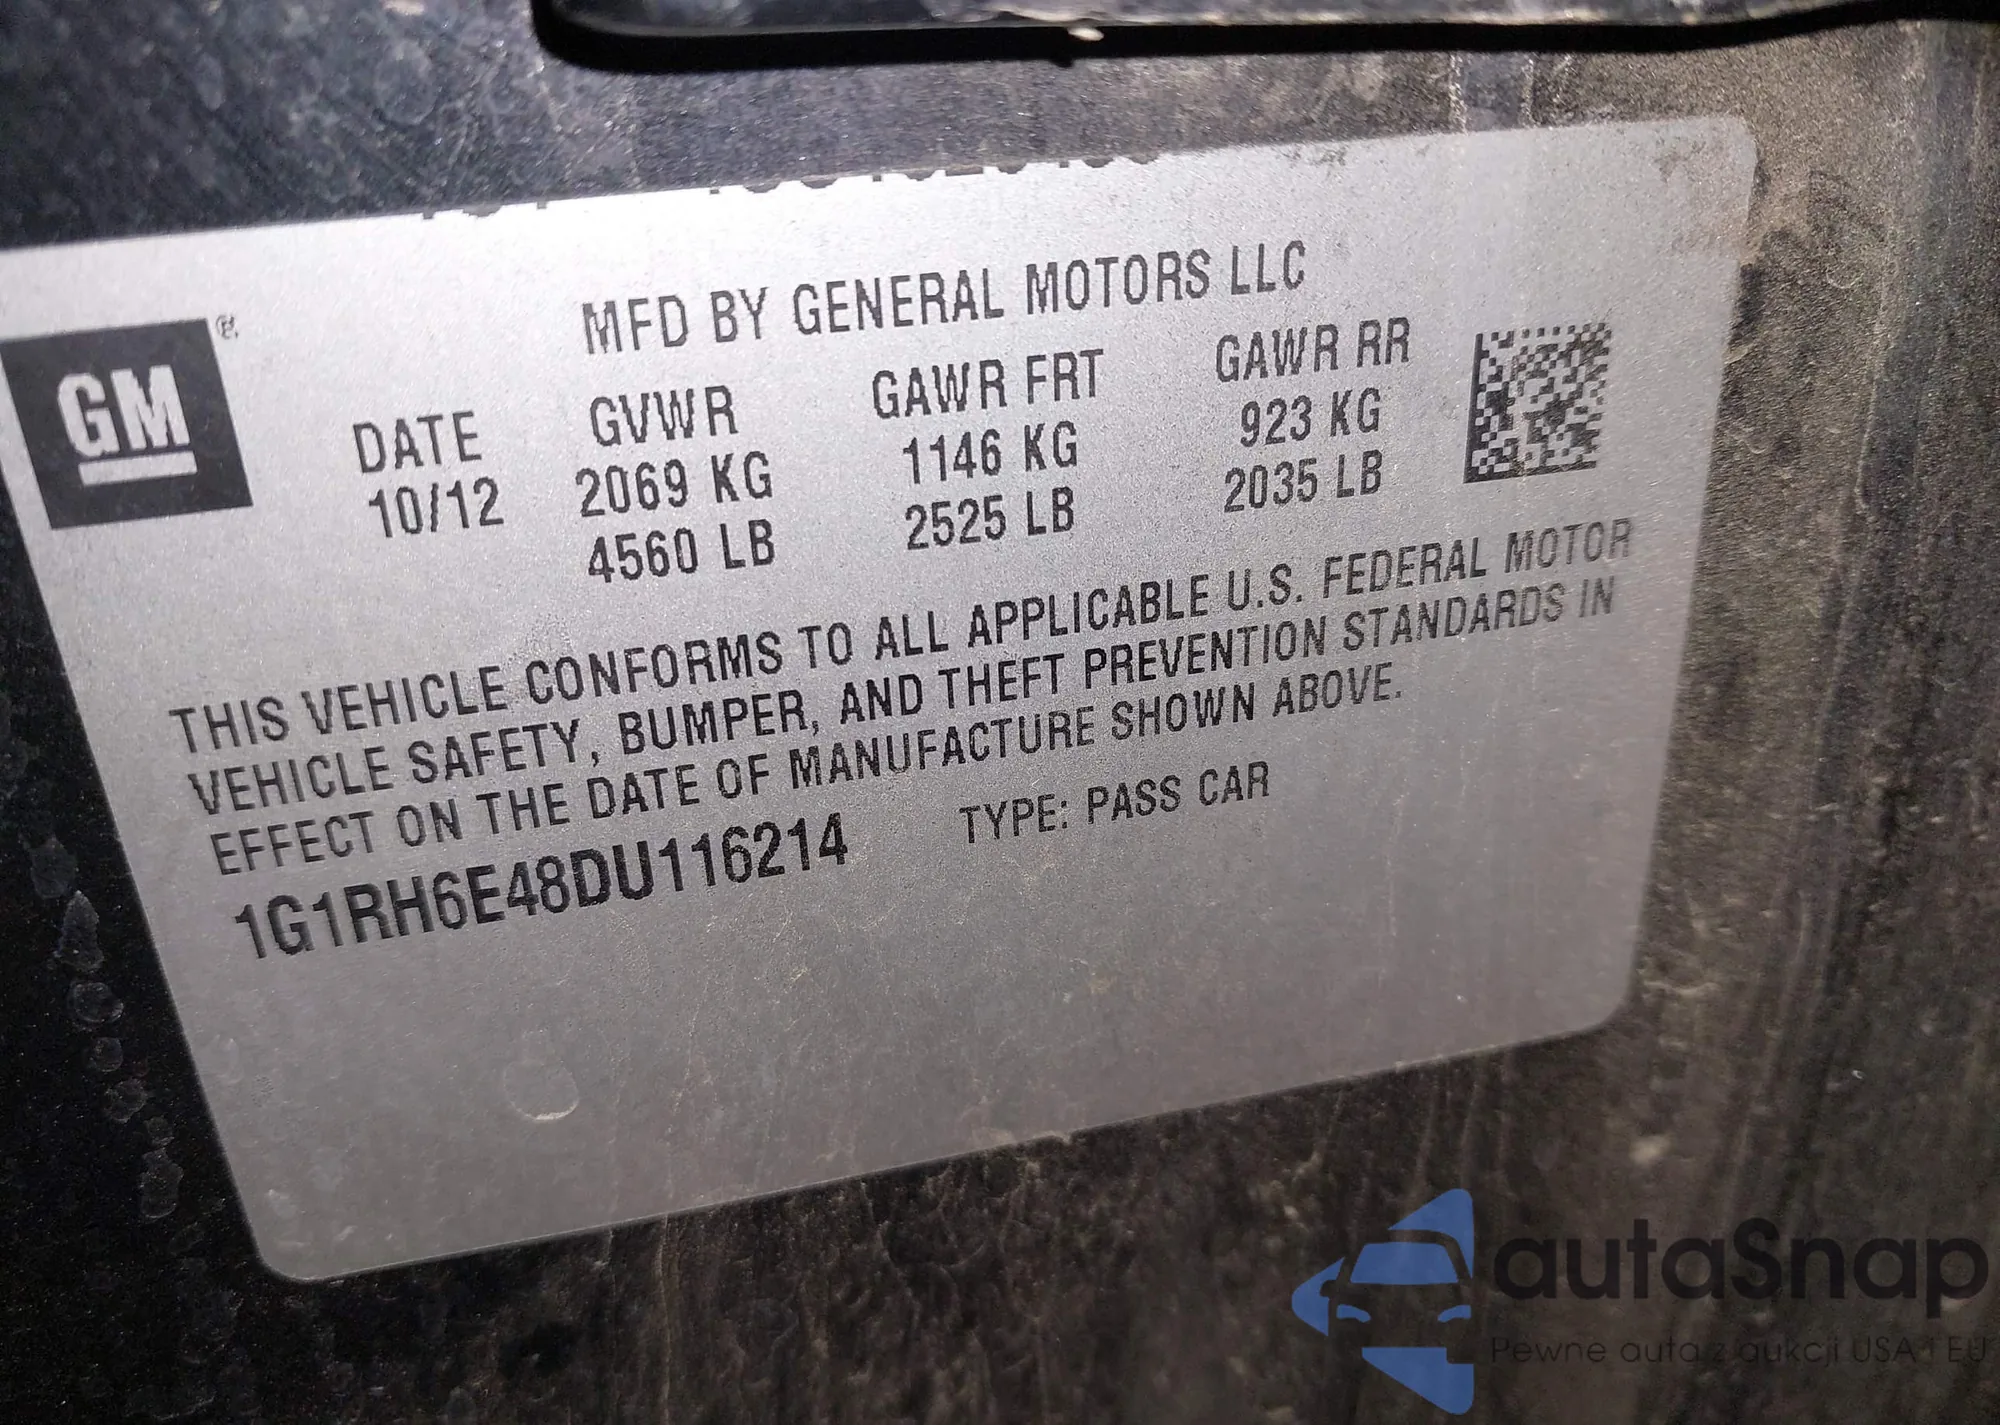 MFD BY GENERAL MOTORS LLC
GM ®
DATE GVWR GAWR FRT GAWR RR
10/12 2069 KG 1146 KG 923 KG
4560 LB 2525 LB 2035 LB
THIS VEHICLE CONFORMS TO ALL APPLICABLE U.S. FEDERAL MOTOR
VEHICLE SAFETY, BUMPER, AND THEFT PREVENTION STANDARDS IN
EFFECT ON THE DATE OF MANUFACTURE SHOWN ABOVE.
1G1RH6E48DU116214 TYPE: PASS CAR
autaSnap
Pewne auta z aukcji USA i EU